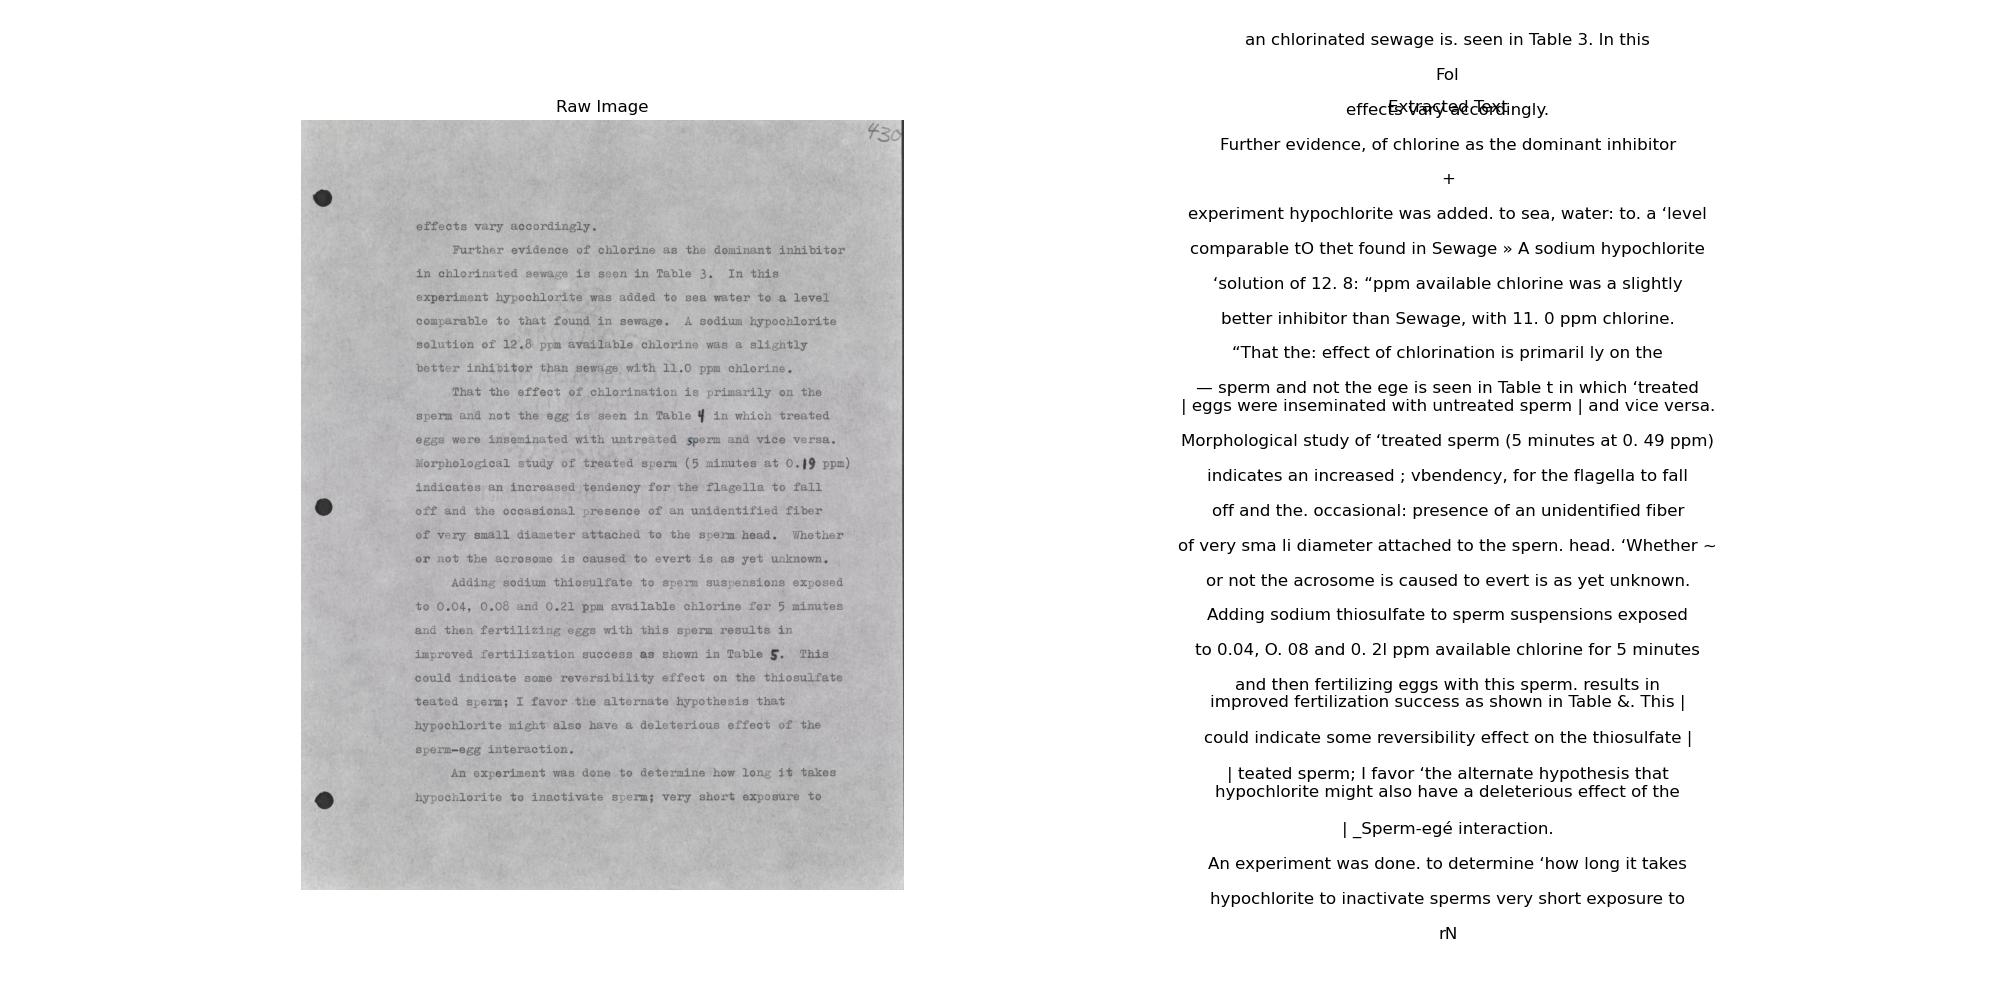 Raw Image
430
effects vary accordingly.
Further evidence of chlorine as the dominant inhibitor
in chlorinated sewage is seen in Table 3. In this
experiment hypochlorite was added to sea water to a level
comparable to that found in sewage. A sodium hypochlorite
solution of 12.8 ppm available chlorine was a slightly
better inhibitor than sewage with 11.0 ppm chlorine.
That the effect of chlorination is primarily on the
sperm and not the egg is seen in Table 4 in which treated
eggs were inseminated with untreated sperm and vice versa.
Morphological study of treated sperm (5 minutes at 0.19 ppm)
indicates an increased tendency for the flagella to fall
off and the occasional presence of an unidentified fiber
of very small diameter attached to the sperm head. Whether
or not the acrosome is caused to evert is as yet unknown.
Adding sodium thiosulfate to sperm suspensions exposed
to 0.04, 0.08 and 0.21 ppm available chlorine for 5 minutes
and then fertilizing eggs with this sperm results in
improved fertilization success as shown in Table 5. This
could indicate some reversibility effect on the thiosulfate
teated sperm; I favor the alternate hypothesis that
hypochlorite might also have a deleterious effect of the
sperm-egg interaction.
An experiment was done to determine how long it takes
hypochlorite to inactivate sperm; very short exposure to
an chlorinated sewage is. seen in Table 3. In this
Fol
Extracted Text
effects vary accordingly.
Further evidence, of chlorine as the dominant inhibitor
+
experiment hypochlorite was added. to sea, water: to. a ‘level
comparable tO thet found in Sewage » A sodium hypochlorite
‘solution of 12. 8: “ppm available chlorine was a slightly
better inhibitor than Sewage, with 11. 0 ppm chlorine.
“That the: effect of chlorination is primaril ly on the
— sperm and not the ege is seen in Table t in which ‘treated
| eggs were inseminated with untreated sperm | and vice versa.
Morphological study of ‘treated sperm (5 minutes at 0. 49 ppm)
indicates an increased ; vbendency, for the flagella to fall
off and the. occasional: presence of an unidentified fiber
of very sma li diameter attached to the spern. head. ‘Whether ~
or not the acrosome is caused to evert is as yet unknown.
Adding sodium thiosulfate to sperm suspensions exposed
to 0.04, O. 08 and 0. 2l ppm available chlorine for 5 minutes
and then fertilizing eggs with this sperm. results in
improved fertilization success as shown in Table &. This |
could indicate some reversibility effect on the thiosulfate |
| teated sperm; I favor ‘the alternate hypothesis that
hypochlorite might also have a deleterious effect of the
| _Sperm-egé interaction.
An experiment was done. to determine ‘how long it takes
hypochlorite to inactivate sperms very short exposure to
rN